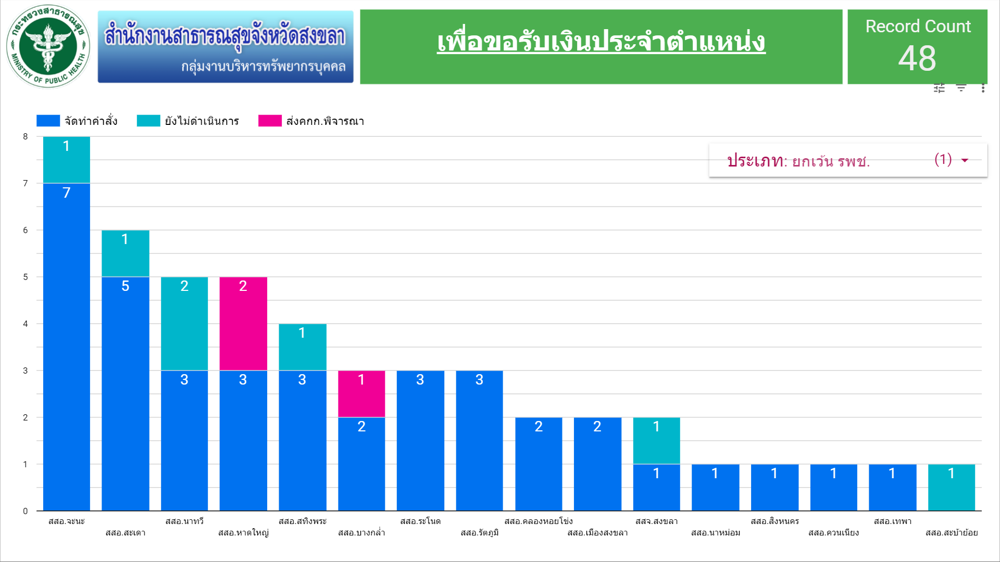 กระทรวงสาธารณสุข
MINISTRY OF PUBLIC HEALTH
สำนักงานสาธารณสุขจังหวัดสงขลา
กลุ่มงานบริหารทรัพยากรบุคคล
เพื่อขอรับเงินประจำตำแหน่ง
Record Count
48
จัดทำคำสั่ง ยังไม่ดำเนินการ ส่งคกก.พิจารณา
ประเภท: ยกเว้น รพช. (1)
8
7
6
5
4
3
2
1
0
1
7
1
5
2
3
2
3
1
3
1
2
3
3
2
2
1
1
1
1
1
1
1
สสอ.จะนะ
สสอ.สะเดา
สสอ.นาทวี
สสอ.หาดใหญ่
สสอ.สทิงพระ
สสอ.บางกล่ำ
สสอ.ระโนด
สสอ.รัตภูมิ
สสอ.คลองหอยโข่ง
สสอ.เมืองสงขลา
สสจ.สงขลา
สสอ.นาหม่อม
สสอ.สิงหนคร
สสอ.ควนเนียง
สสอ.เทพา
สสอ.สะบ้าย้อย